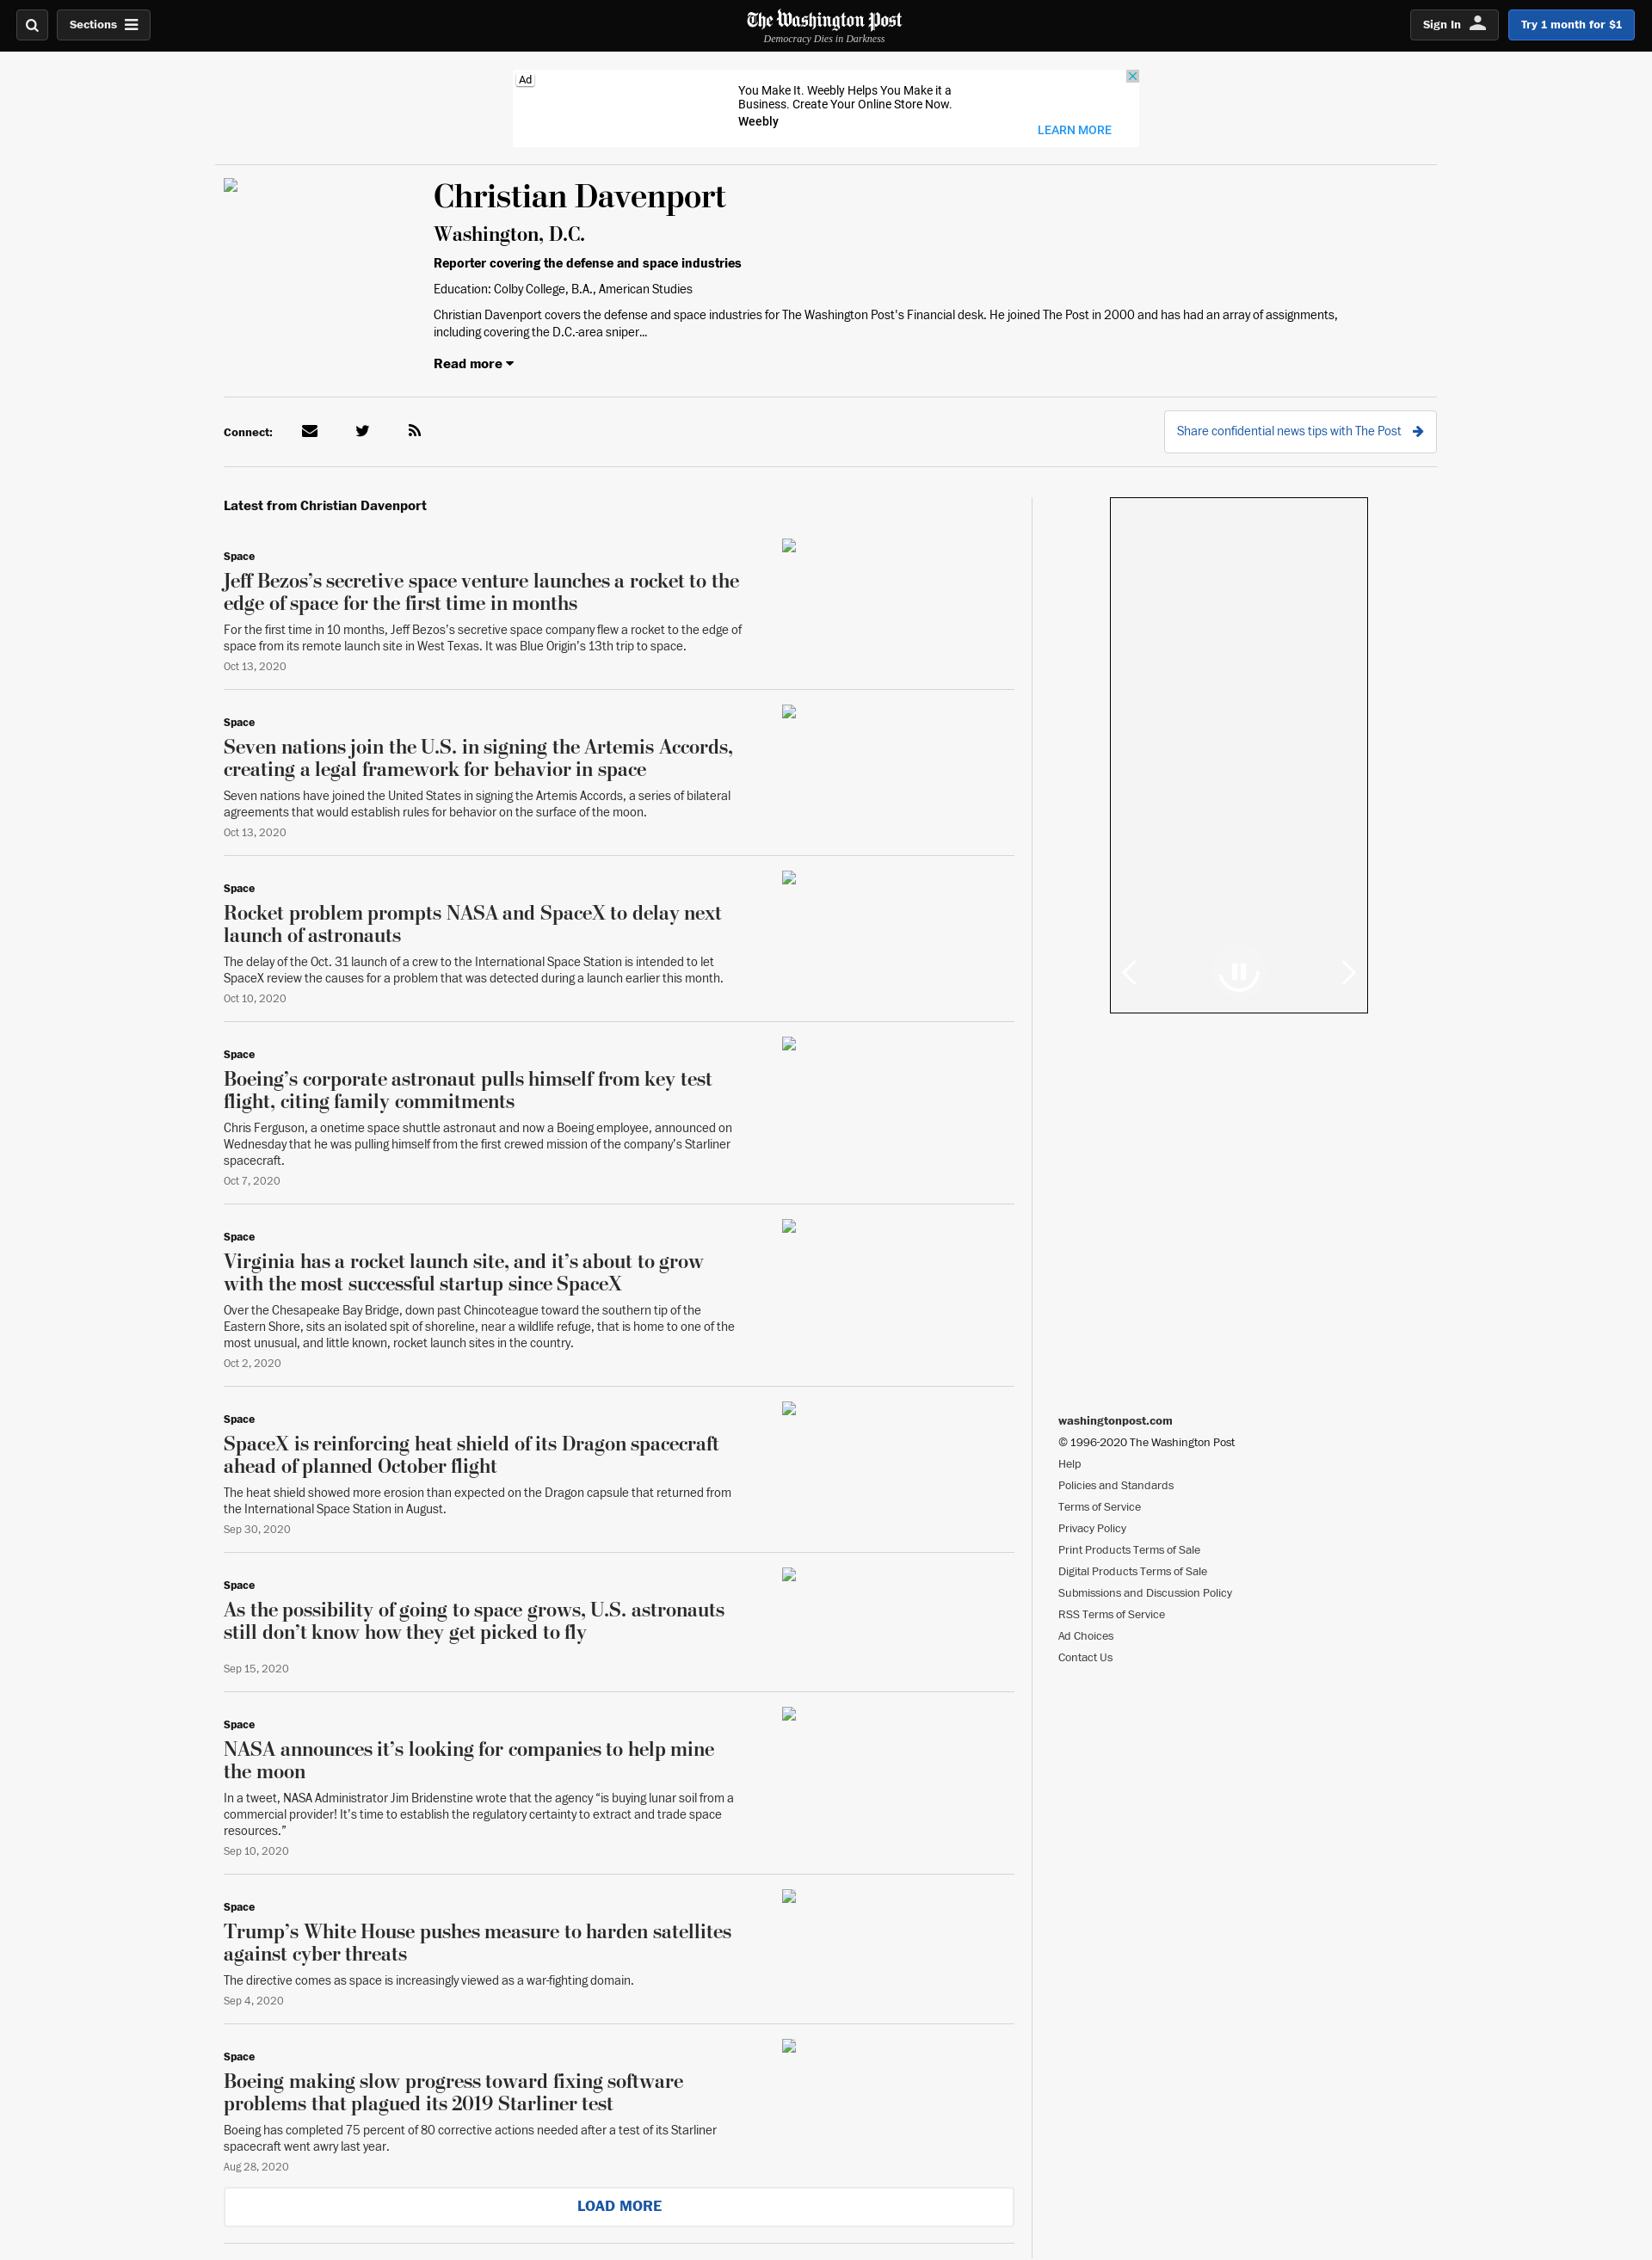 Sections
The Washington Post
Democracy Dies in Darkness
Sign In
Try 1 month for $1
Ad
You Make It. Weebly Helps You Make it a
Business. Create Your Online Store Now.
Weebly
LEARN MORE
Christian Davenport
Washington, D.C.
Reporter covering the defense and space industries
Education: Colby College, B.A., American Studies
Christian Davenport covers the defense and space industries for The Washington Post's Financial desk. He joined The Post in 2000 and has had an array of assignments,
including covering the D.C.-area sniper...
Read more
Connect:
Share confidential news tips with The Post
Latest from Christian Davenport
Space
Jeff Bezos’s secretive space venture launches a rocket to the
edge of space for the first time in months
For the first time in 10 months, Jeff Bezos’s secretive space company flew a rocket to the edge of
space from its remote launch site in West Texas. It was Blue Origin’s 13th trip to space.
Oct 13, 2020
Space
Seven nations join the U.S. in signing the Artemis Accords,
creating a legal framework for behavior in space
Seven nations have joined the United States in signing the Artemis Accords, a series of bilateral
agreements that would establish rules for behavior on the surface of the moon.
Oct 13, 2020
Space
Rocket problem prompts NASA and SpaceX to delay next
launch of astronauts
The delay of the Oct. 31 launch of a crew to the International Space Station is intended to let
SpaceX review the causes for a problem that was detected during a launch earlier this month.
Oct 10, 2020
Space
Boeing’s corporate astronaut pulls himself from key test
flight, citing family commitments
Chris Ferguson, a onetime space shuttle astronaut and now a Boeing employee, announced on
Wednesday that he was pulling himself from the first crewed mission of the company’s Starliner
spacecraft.
Oct 7, 2020
Space
Virginia has a rocket launch site, and it’s about to grow
with the most successful startup since SpaceX
Over the Chesapeake Bay Bridge, down past Chincoteague toward the southern tip of the
Eastern Shore, sits an isolated spit of shoreline, near a wildlife refuge, that is home to one of the
most unusual, and little known, rocket launch sites in the country.
Oct 2, 2020
Space
SpaceX is reinforcing heat shield of its Dragon spacecraft
ahead of planned October flight
The heat shield showed more erosion than expected on the Dragon capsule that returned from
the International Space Station in August.
Sep 30, 2020
Space
As the possibility of going to space grows, U.S. astronauts
still don’t know how they get picked to fly
Sep 15, 2020
Space
NASA announces it’s looking for companies to help mine
the moon
In a tweet, NASA Administrator Jim Bridenstine wrote that the agency “is buying lunar soil from a
commercial provider! It’s time to establish the regulatory certainty to extract and trade space
resources.”
Sep 10, 2020
Space
Trump’s White House pushes measure to harden satellites
against cyber threats
The directive comes as space is increasingly viewed as a war-fighting domain.
Sep 4, 2020
Space
Boeing making slow progress toward fixing software
problems that plagued its 2019 Starliner test
Boeing has completed 75 percent of 80 corrective actions needed after a test of its Starliner
spacecraft went awry last year.
Aug 28, 2020
LOAD MORE
washingtonpost.com
© 1996-2020 The Washington Post
Help
Policies and Standards
Terms of Service
Privacy Policy
Print Products Terms of Sale
Digital Products Terms of Sale
Submissions and Discussion Policy
RSS Terms of Service
Ad Choices
Contact Us